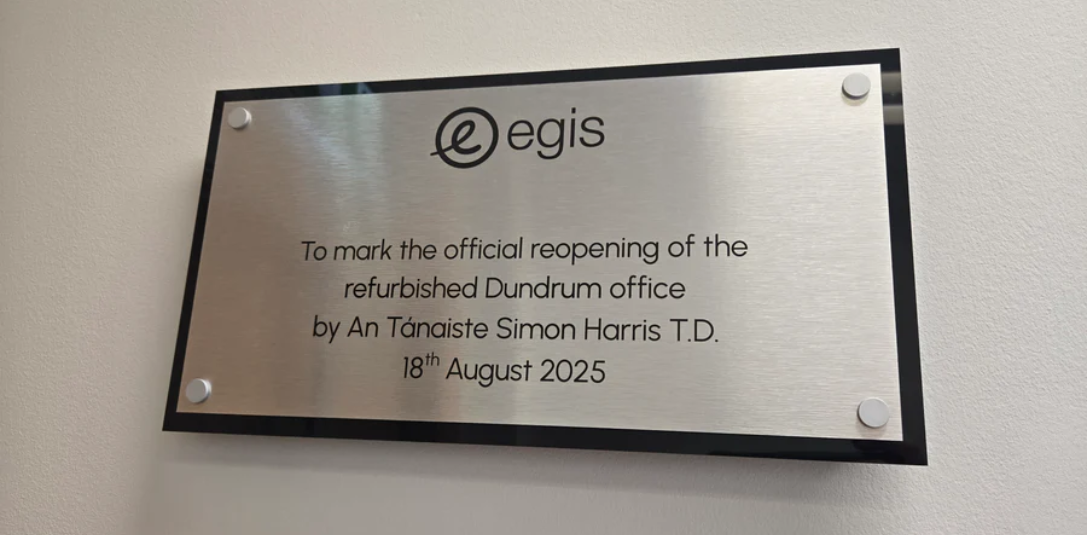 e egis
To mark the official reopening of the
refurbished Dundrum office
by An Tánaiste Simon Harris T.D.
18th August 2025